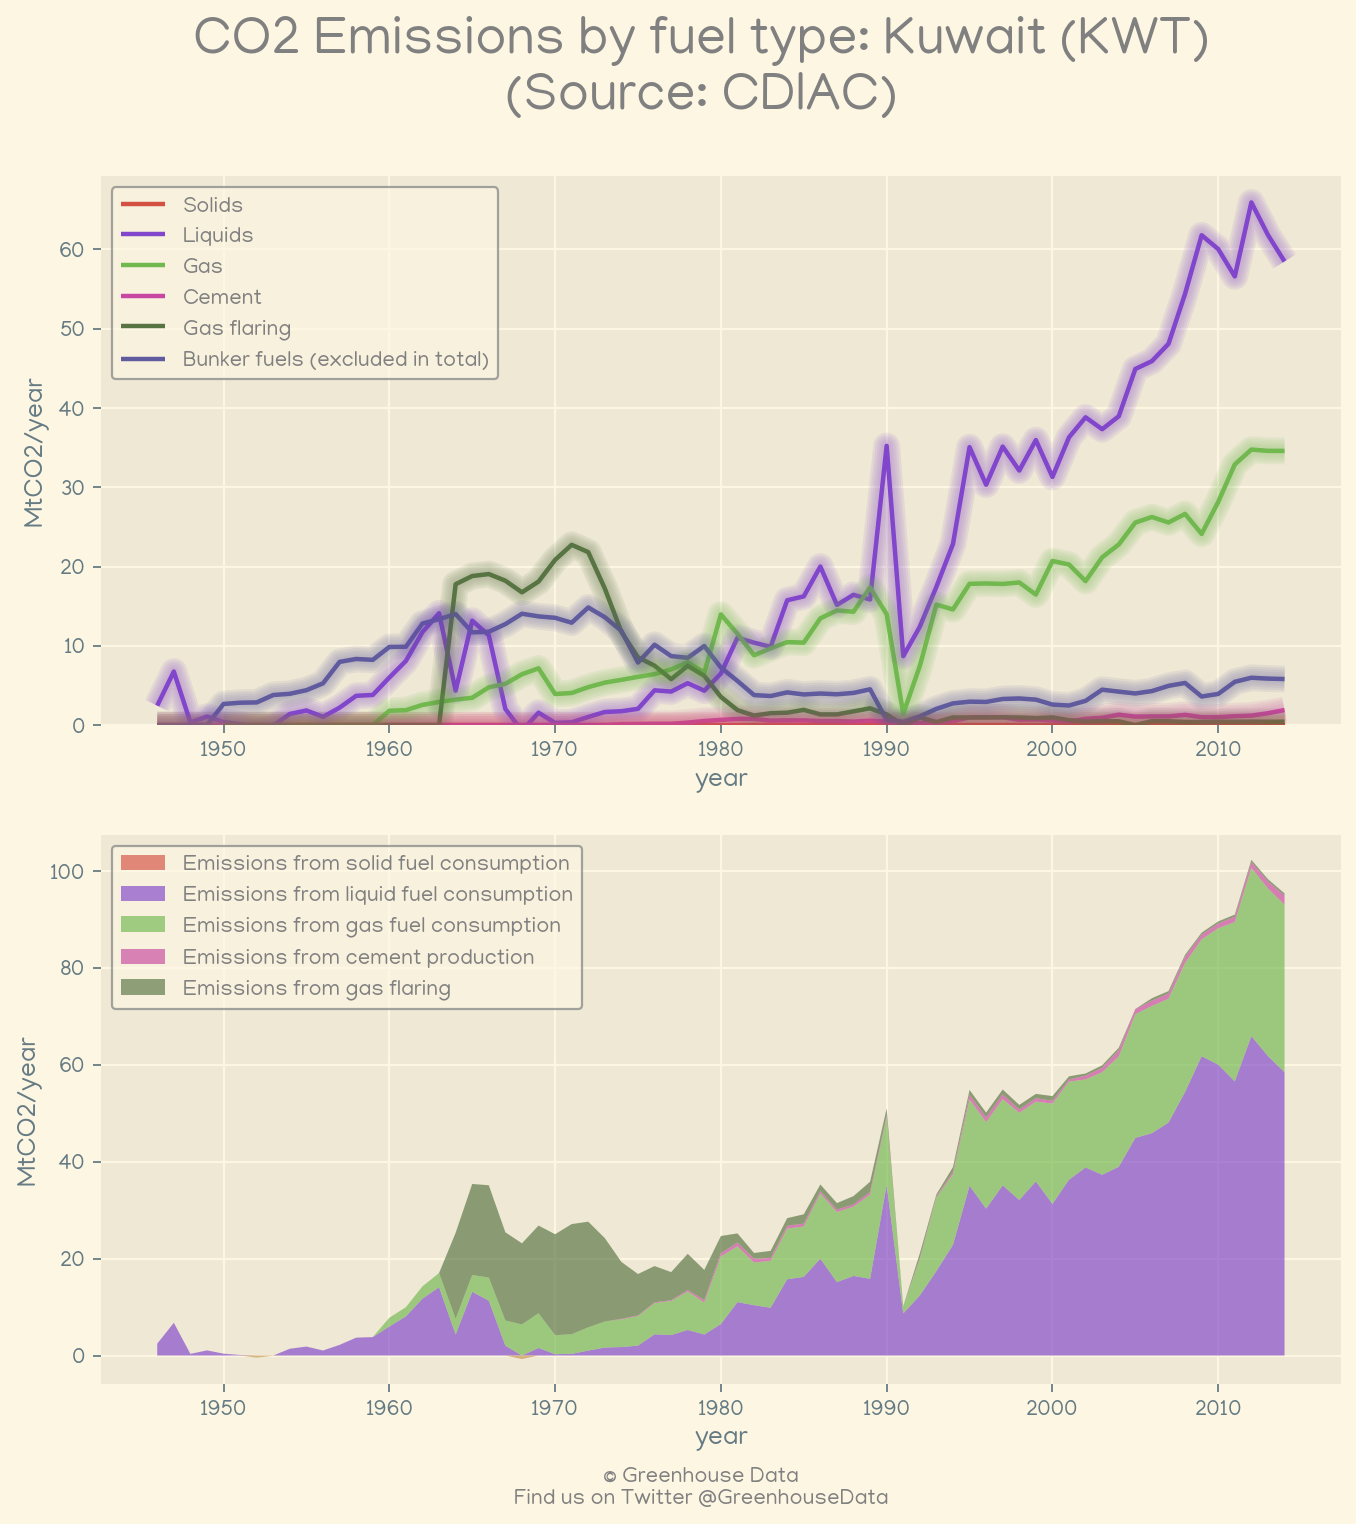 CO2 Emissions by fuel type: Kuwait (KWT)
(Source: CDIAC)
Solids
Liquids
Gas
Cement
Gas flaring
Bunker fuels (excluded in total)
MtCO2/year
60
50
40
30
20
10
0
1950 1960 1970 1980 1990 2000 2010
year
Emissions from solid fuel consumption
Emissions from liquid fuel consumption
Emissions from gas fuel consumption
Emissions from cement production
Emissions from gas flaring
MtCO2/year
100
80
60
40
20
0
1950 1960 1970 1980 1990 2000 2010
year
© Greenhouse Data
Find us on Twitter @GreenhouseData